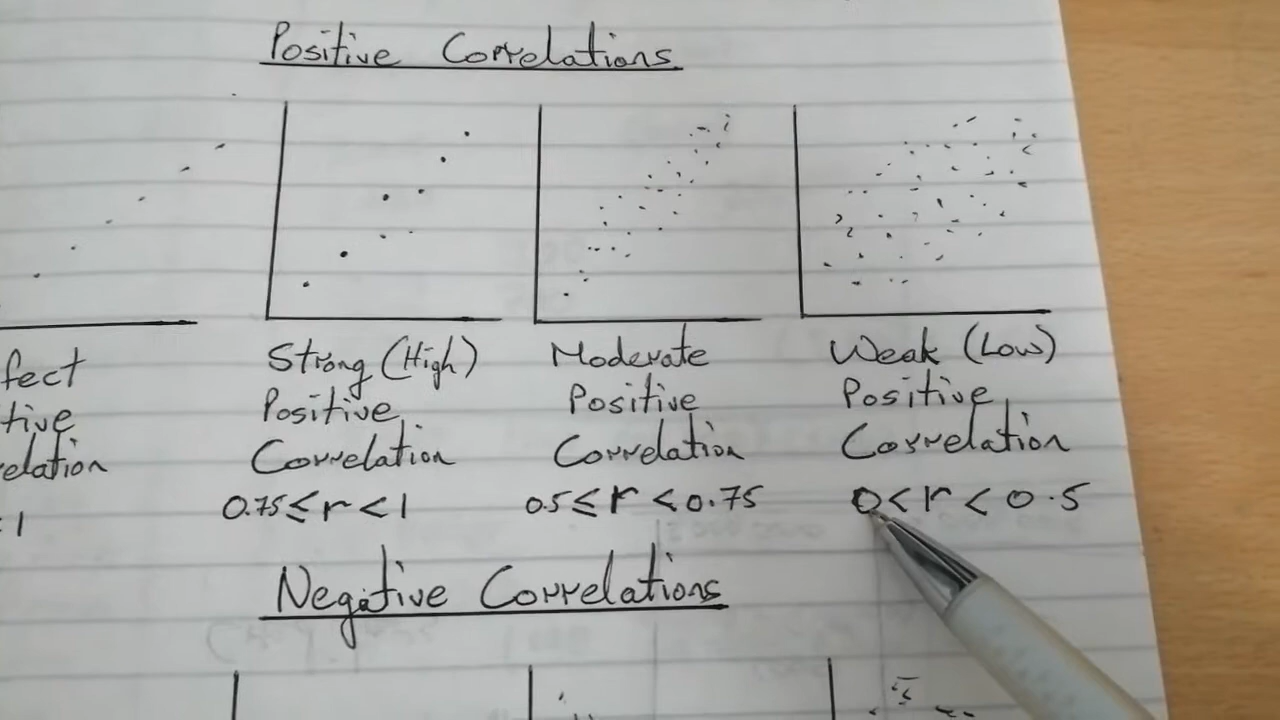 Positive Correlations
fect
tive
elation
1
Strong (High)
Positive
Correlation
0.75 ≤ r < 1
Moderate
Positive
Correlation
0.5 ≤ r < 0.75
Weak (Low)
Positive
Correlation
0 < r < 0.5
Negative Correlations